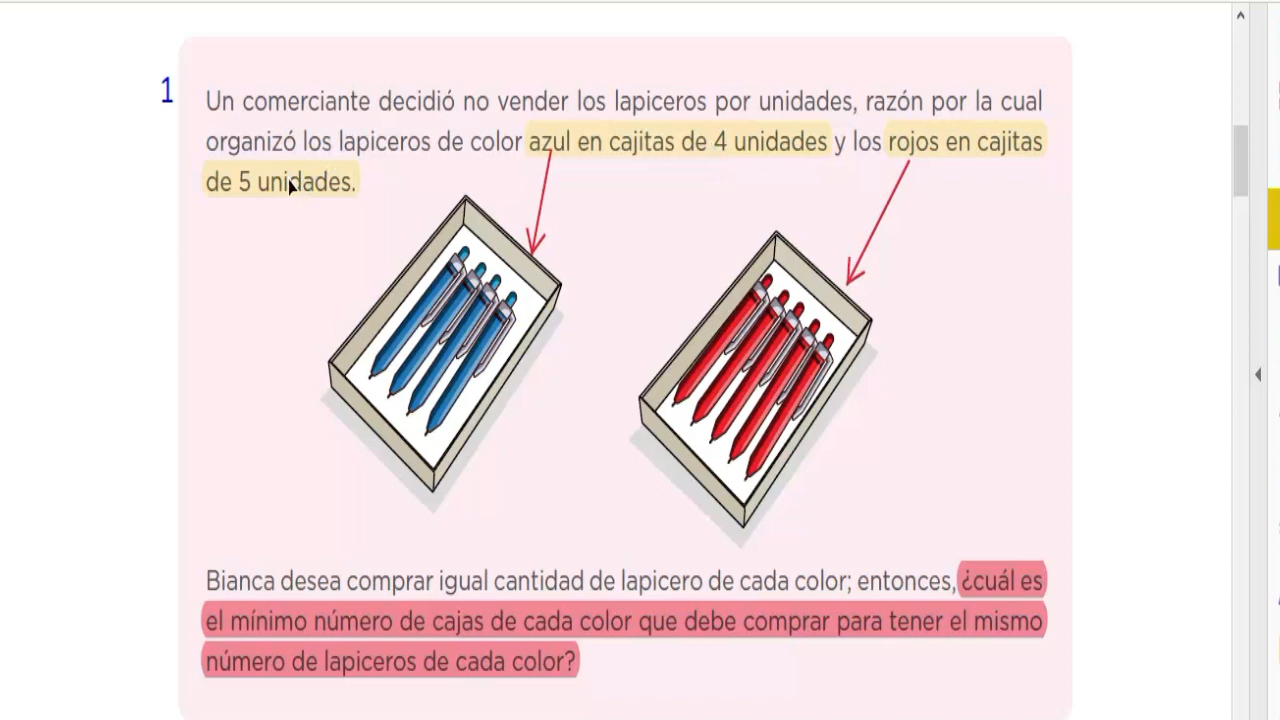 1
Un comerciante decidió no vender los lapiceros por unidades, razón por la cual
organizó los lapiceros de color azul en cajitas de 4 unidades y los rojos en cajitas
de 5 unidades.
Bianca desea comprar igual cantidad de lapicero de cada color; entonces, ¿cuál es
el mínimo número de cajas de cada color que debe comprar para tener el mismo
número de lapiceros de cada color?